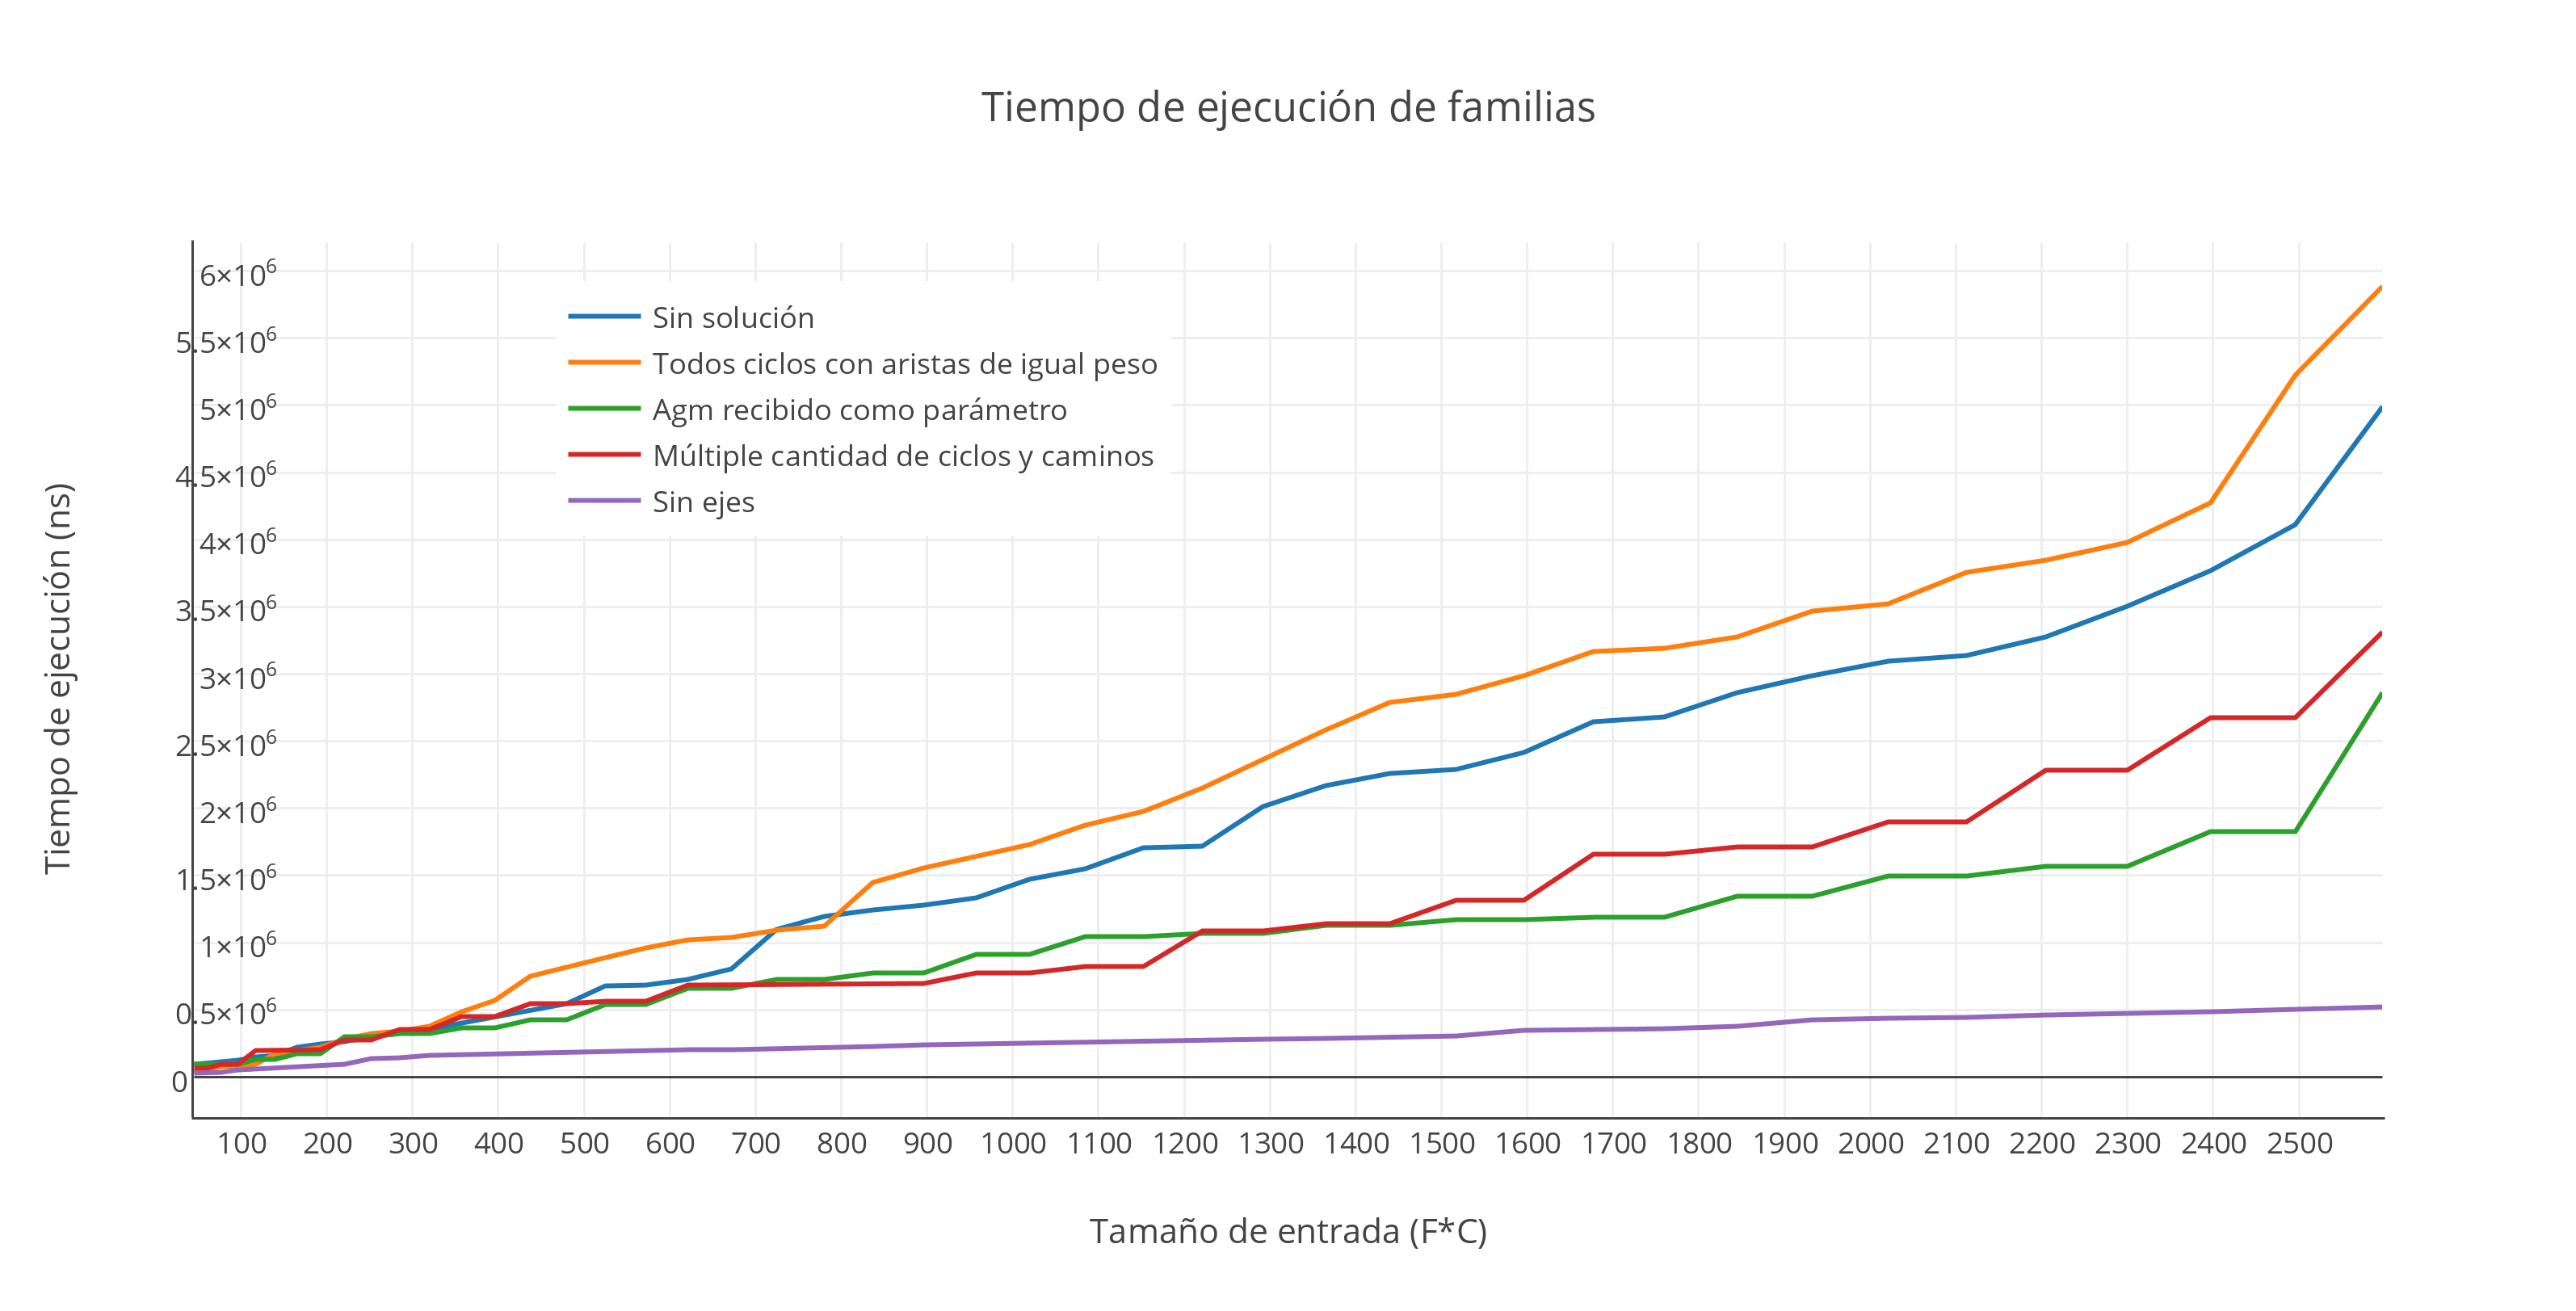 Tiempo de ejecución de familias
6×10⁶
5.5×10⁶
5×10⁶
4.5×10⁶
4×10⁶
3.5×10⁶
3×10⁶
2.5×10⁶
2×10⁶
1.5×10⁶
1×10⁶
0.5×10⁶
0
Tiempo de ejecución (ns)
Sin solución
Todos ciclos con aristas de igual peso
Agm recibido como parámetro
Múltiple cantidad de ciclos y caminos
Sin ejes
100 200 300 400 500 600 700 800 900 1000 1100 1200 1300 1400 1500 1600 1700 1800 1900 2000 2100 2200 2300 2400 2500
Tamaño de entrada (F*C)